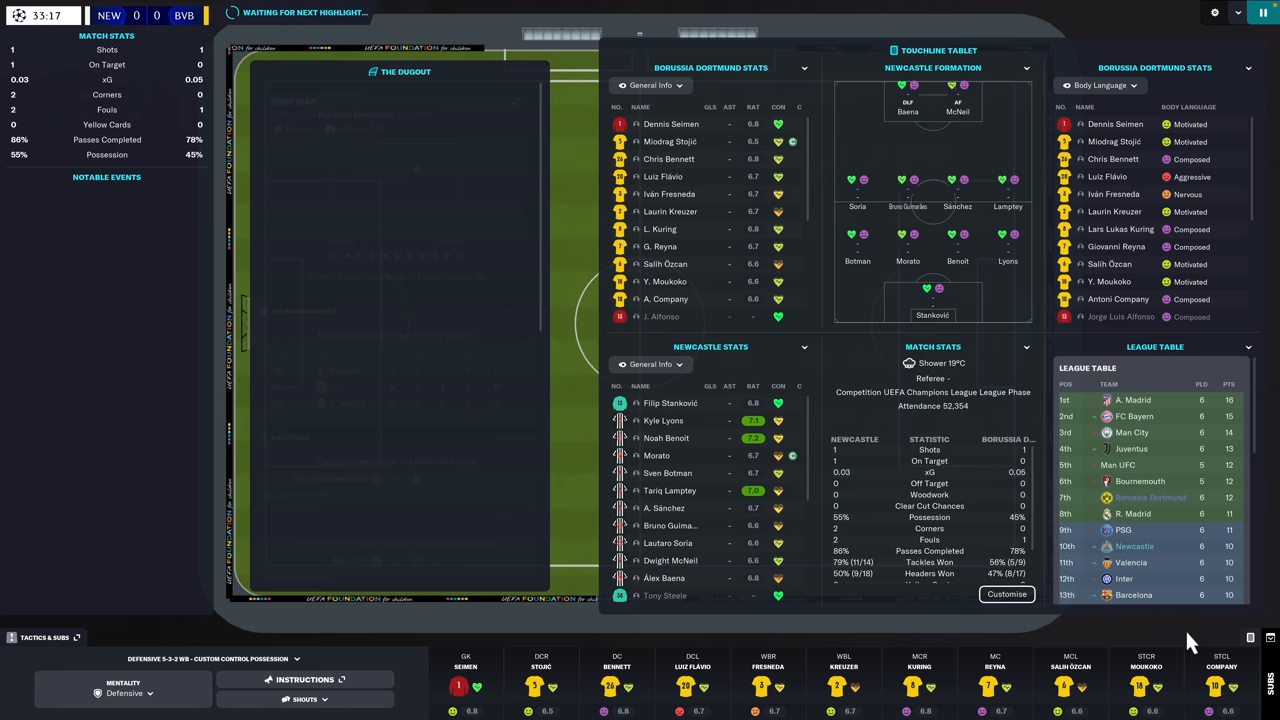 33:17
NEW 0 0 BVB
WAITING FOR NEXT HIGHLIGHT...
MATCH STATS
1 Shots 1
1 On Target 0
0.03 xG 0.05
2 Corners 0
2 Fouls 1
0 Yellow Cards 0
86% Passes Completed 78%
55% Possession 45%
NOTABLE EVENTS
UEFA FOUNDATION for children
THE DUGOUT
TOUCHLINE TABLET
BORUSSIA DORTMUND STATS
General Info
NO. NAME GLS AST RAT CON C
1 Dennis Seimen - 6.8
5 Miodrag Stojić - 6.5 C
26 Chris Bennett - 6.8
20 Luiz Flávio - 6.7
3 Iván Fresneda - 6.7
2 Laurin Kreuzer - 6.7
8 L. Kuring - 6.8
7 G. Reyna - 6.7
6 Salih Özcan - 6.6
18 Y. Moukoko - 6.6
10 A. Company - 6.6
13 J. Alfonso - -
NEWCASTLE FORMATION
DLF AF
Baena McNeil
- - - -
Soria Bruno Guimarães Sánchez Lamptey
- - - -
Botman Morato Benoit Lyons
-
Stanković
BORUSSIA DORTMUND STATS
Body Language
NO. NAME BODY LANGUAGE
1 Dennis Seimen Motivated
5 Miodrag Stojić Motivated
26 Chris Bennett Composed
20 Luiz Flávio Aggressive
3 Iván Fresneda Nervous
2 Laurin Kreuzer Motivated
8 Lars Lukas Kuring Composed
7 Giovanni Reyna Composed
6 Salih Özcan Motivated
18 Y. Moukoko Motivated
10 Antoni Company Composed
13 Jorge Luis Alfonso Composed
NEWCASTLE STATS
General Info
NO. NAME GLS AST RAT CON C
13 Filip Stanković - 6.8
Kyle Lyons - 7.1
Noah Benoit - 7.2
Morato - 6.7 C
Sven Botman - 6.7
Tariq Lamptey - 7.0
A. Sánchez - 6.7
Bruno Guima... - 6.6
Lautaro Soria - 6.6
Dwight McNeil - 6.6
Álex Baena - 6.8
38 Tony Steele - -
MATCH STATS
Shower 19°C
Referee -
Competition UEFA Champions League League Phase
Attendance 52,354
NEWCASTLE STATISTIC BORUSSIA D...
1 Shots 1
1 On Target 0
0.03 xG 0.05
0 Off Target 0
0 Woodwork 0
0 Clear Cut Chances 0
55% Possession 45%
2 Corners 0
2 Fouls 1
86% Passes Completed 78%
79% (11/14) Tackles Won 56% (5/9)
50% (9/18) Headers Won 47% (8/17)
Customise
LEAGUE TABLE
LEAGUE TABLE
POS TEAM PLD PTS
1st A. Madrid 6 16
2nd FC Bayern 6 15
3rd Man City 6 14
4th Juventus 6 13
5th Man UFC 5 12
6th Bournemouth 5 12
7th Borussia Dortmund 6 12
8th R. Madrid 6 11
9th PSG 6 11
10th Newcastle 6 10
11th Valencia 6 10
12th Inter 6 10
13th Barcelona 6 10
TACTICS & SUBS
DEFENSIVE 5-3-2 WB - CUSTOM CONTROL POSSESSION
MENTALITY
Defensive
INSTRUCTIONS
SHOUTS
GK DCR DC DCL WBR WBL MCR MC MCL STCR STCL
SEIMEN STOJIĆ BENNETT LUIZ FLÁVIO FRESNEDA KREUZER KURING REYNA SALIH ÖZCAN MOUKOKO COMPANY
1 5 26 20 3 2 8 7 6 18 10
6.8 6.5 6.8 6.7 6.7 6.7 6.8 6.7 6.6 6.6 6.6
SUBS